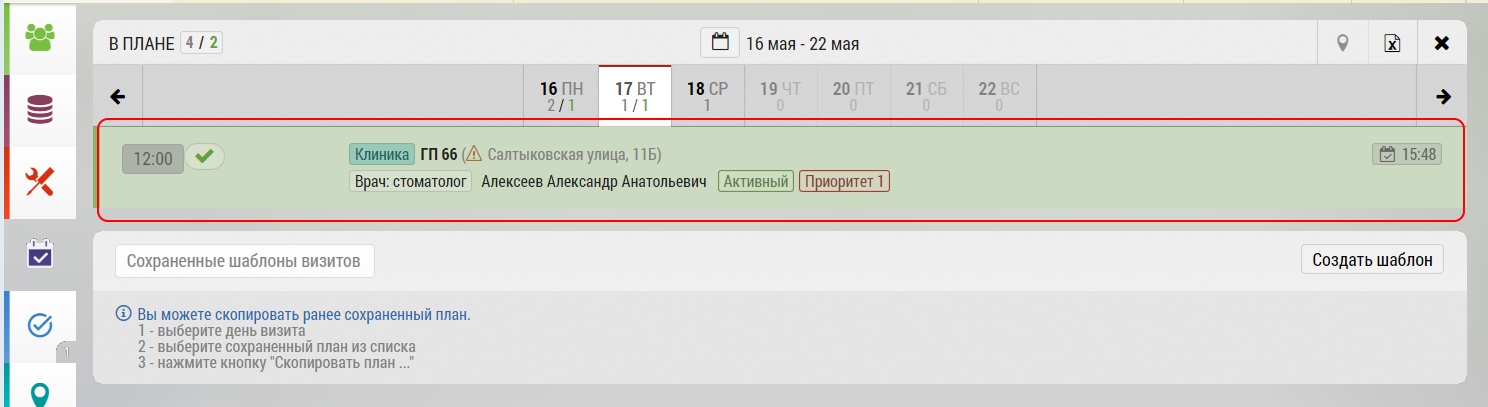 В ПЛАНЕ 4 / 2 16 мая - 22 мая
16 ПН 17 ВТ 18 СР 19 ЧТ 20 ПТ 21 СБ 22 ВС
2 / 1 1 / 1 1 0 0 0 0
12:00 Клиника ГП 66 (Салтыковская улица, 11Б) 15:48
Врач: стоматолог Алексеев Александр Анатольевич Активный Приоритет 1
Сохраненные шаблоны визитов Создать шаблон
Вы можете скопировать ранее сохраненный план.
1 - выберите день визита
2 - выберите сохраненный план из списка
1
3 - нажмите кнопку "Скопировать план ..."